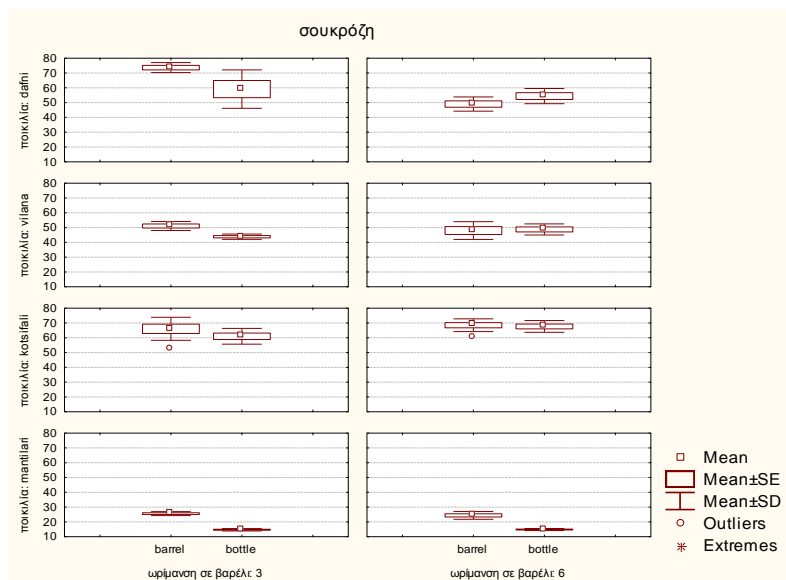 σουκρόζη
ποικιλία: dafni
80
70
60
50
40
30
20
10
ποικιλία: vilana
80
70
60
50
40
30
20
10
ποικιλία: kotsifali
80
70
60
50
40
30
20
10
ποικιλία: mantilari
80
70
60
50
40
30
20
10
barrel bottle
ωρίμανση σε βαρέλι: 3
barrel bottle
ωρίμανση σε βαρέλι: 6
Mean
Mean±SE
Mean±SD
Outliers
Extremes